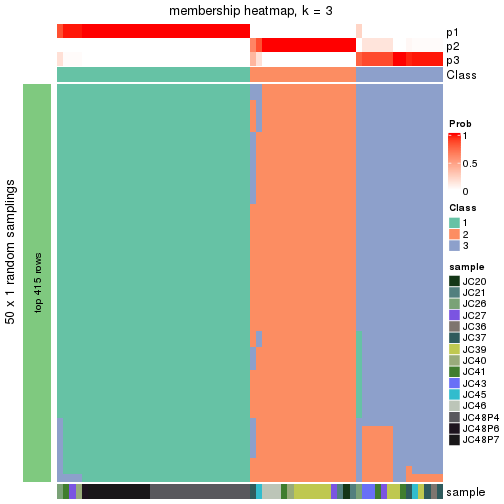 membership heatmap, k = 3
p1
p2
p3
Class
50 x 1 random samplings
top 415 rows
Prob
1
0.5
0
Class
1
2
3
sample
JC20
JC21
JC26
JC27
JC36
JC37
JC39
JC40
JC41
JC43
JC45
JC46
JC48P4
JC48P6
JC48P7
sample